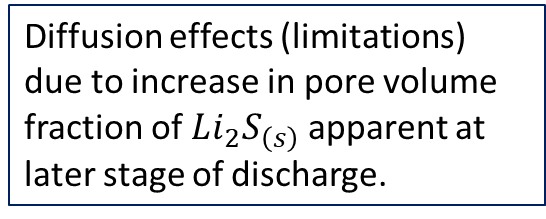 Diffusion effects (limitations)
due to increase in pore volume
fraction of Li₂S₍ₛ₎ apparent at
later stage of discharge.